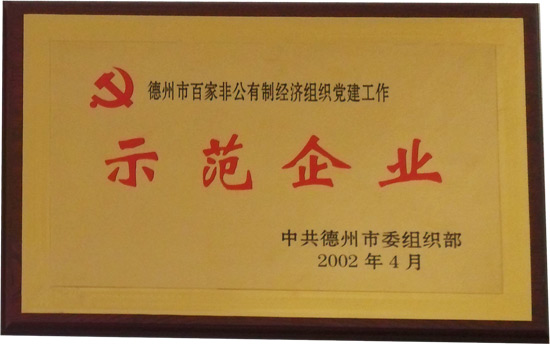 德州市百家非公有制经济组织党建工作
示范企业
中共德州市委组织部
2002年4月